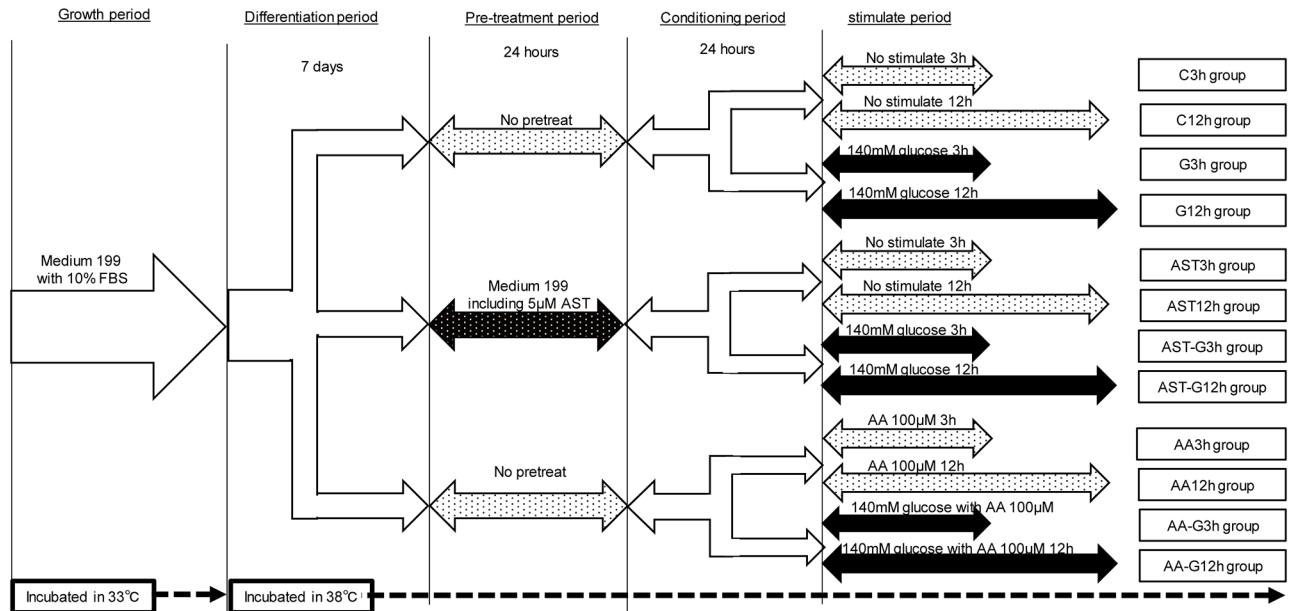 Growth period
Differentiation period
Pre-treatment period
Conditioning period
stimulate period
7 days
24 hours
24 hours
No stimulate 3h
C3h group
No pretreat
No stimulate 12h
C12h group
140mM glucose 3h
G3h group
140mM glucose 12h
G12h group
Medium 199
with 10% FBS
Medium 199
including 5µM AST
No stimulate 3h
AST3h group
No stimulate 12h
AST12h group
140mM glucose 3h
AST-G3h group
140mM glucose 12h
AST-G12h group
No pretreat
AA 100µM 3h
AA3h group
AA 100µM 12h
AA12h group
140mM glucose with AA 100µM
AA-G3h group
140mM glucose with AA 100uM 12h
AA-G12h group
Incubated in 33℃
Incubated in 38℃